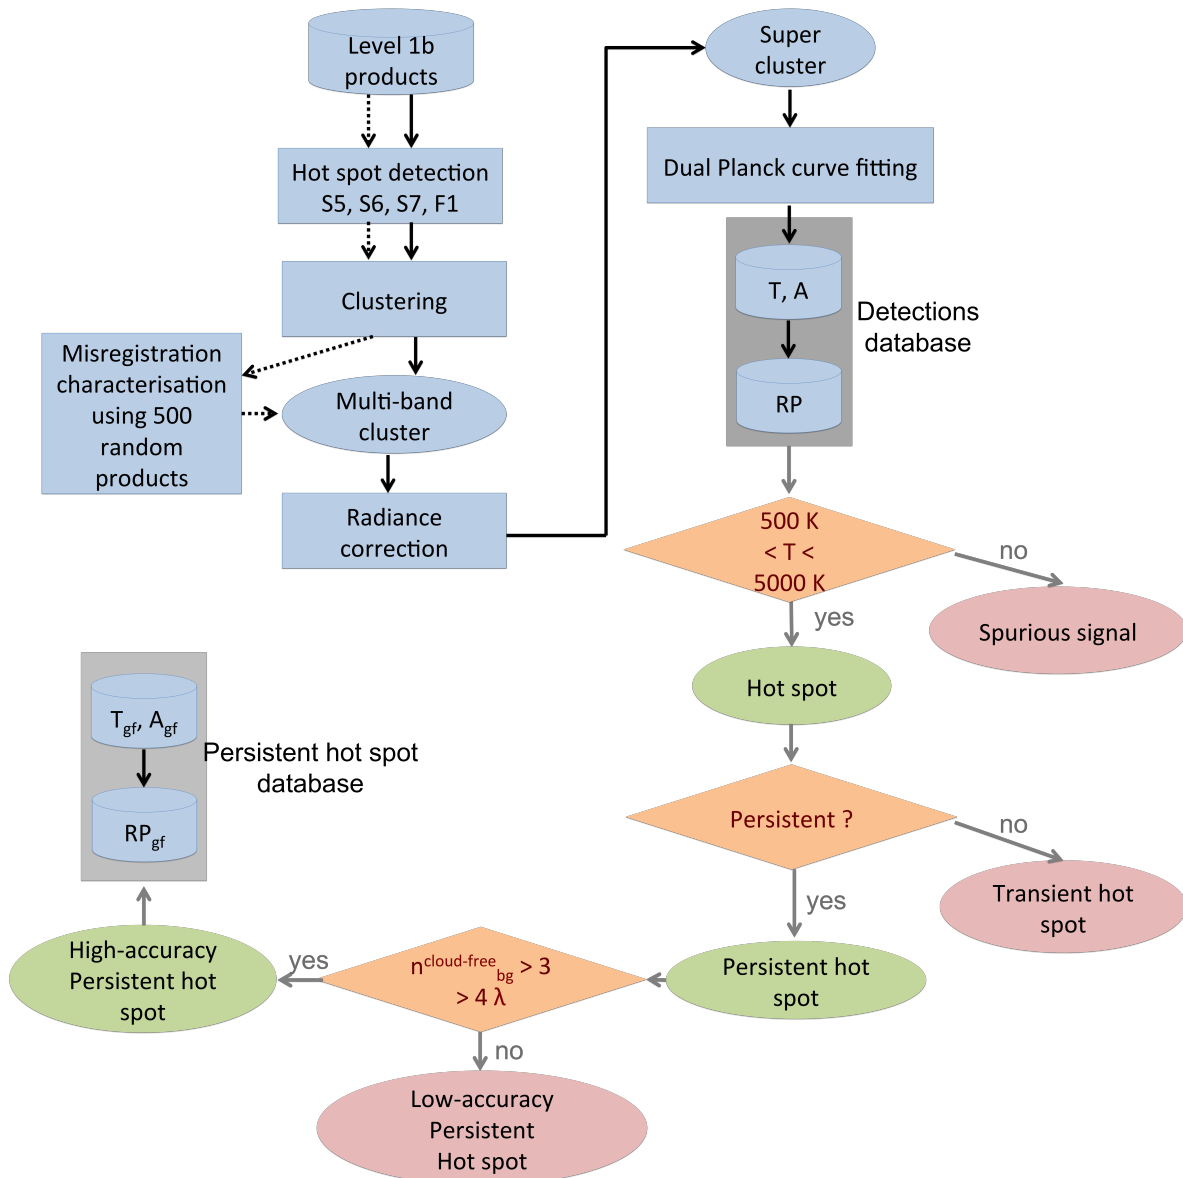 Level 1b
products
Hot spot detection
S5, S6, S7, F1
Clustering
Misregistration
characterisation
using 500
random
products
Multi-band
cluster
Radiance
correction
Super
cluster
Dual Planck curve fitting
T, A
RP
Detections
database
500 K
< T <
5000 K
no
Spurious signal
yes
Hot spot
Persistent ?
no
Transient hot
spot
yes
Persistent hot
spot
n^cloud-free_bg > 3
> 4 λ
no
Low-accuracy
Persistent
Hot spot
yes
High-accuracy
Persistent hot
spot
T_gf, A_gf
RP_gf
Persistent hot spot
database